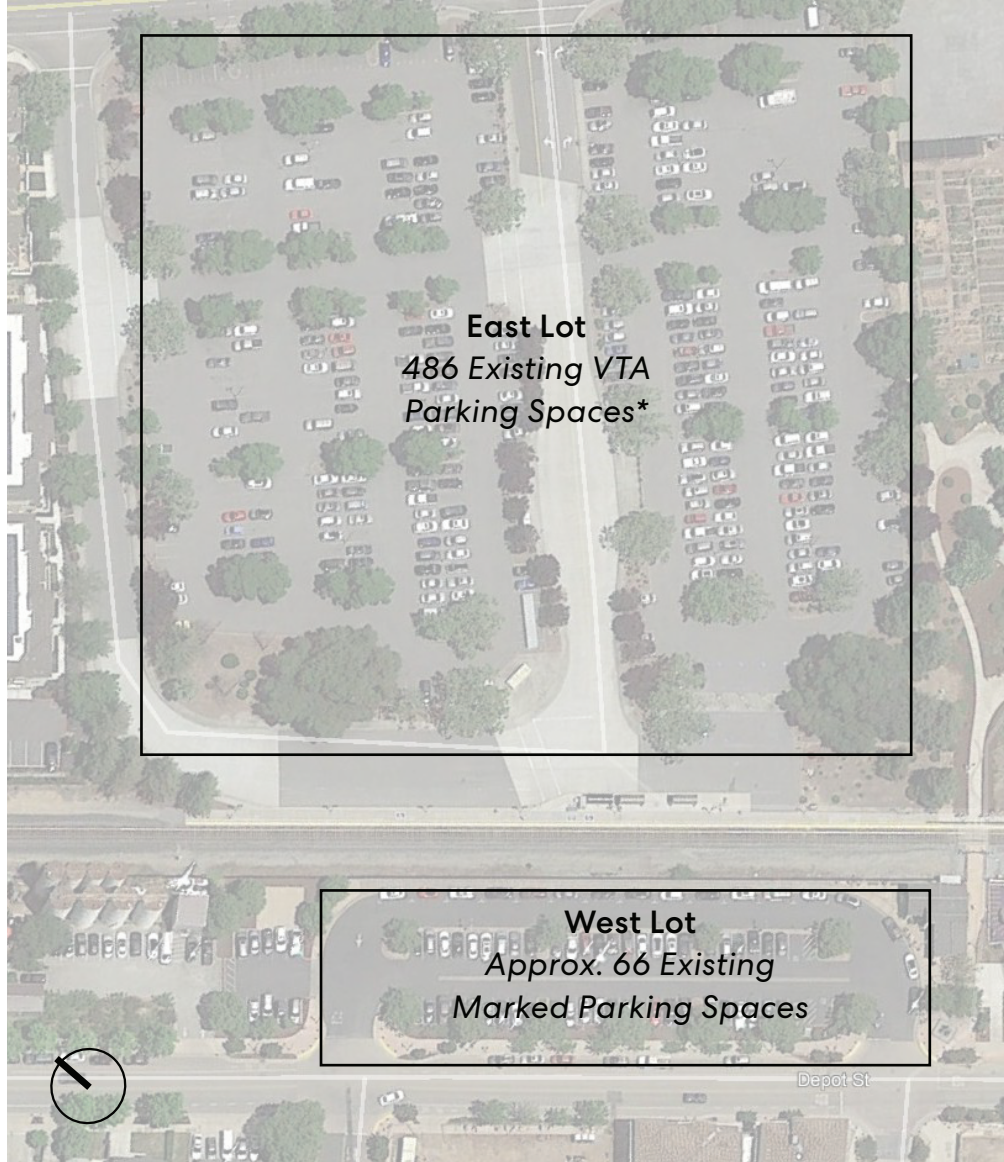 East Lot
486 Existing VTA
Parking Spaces*
West Lot
Approx. 66 Existing
Marked Parking Spaces
Depot St